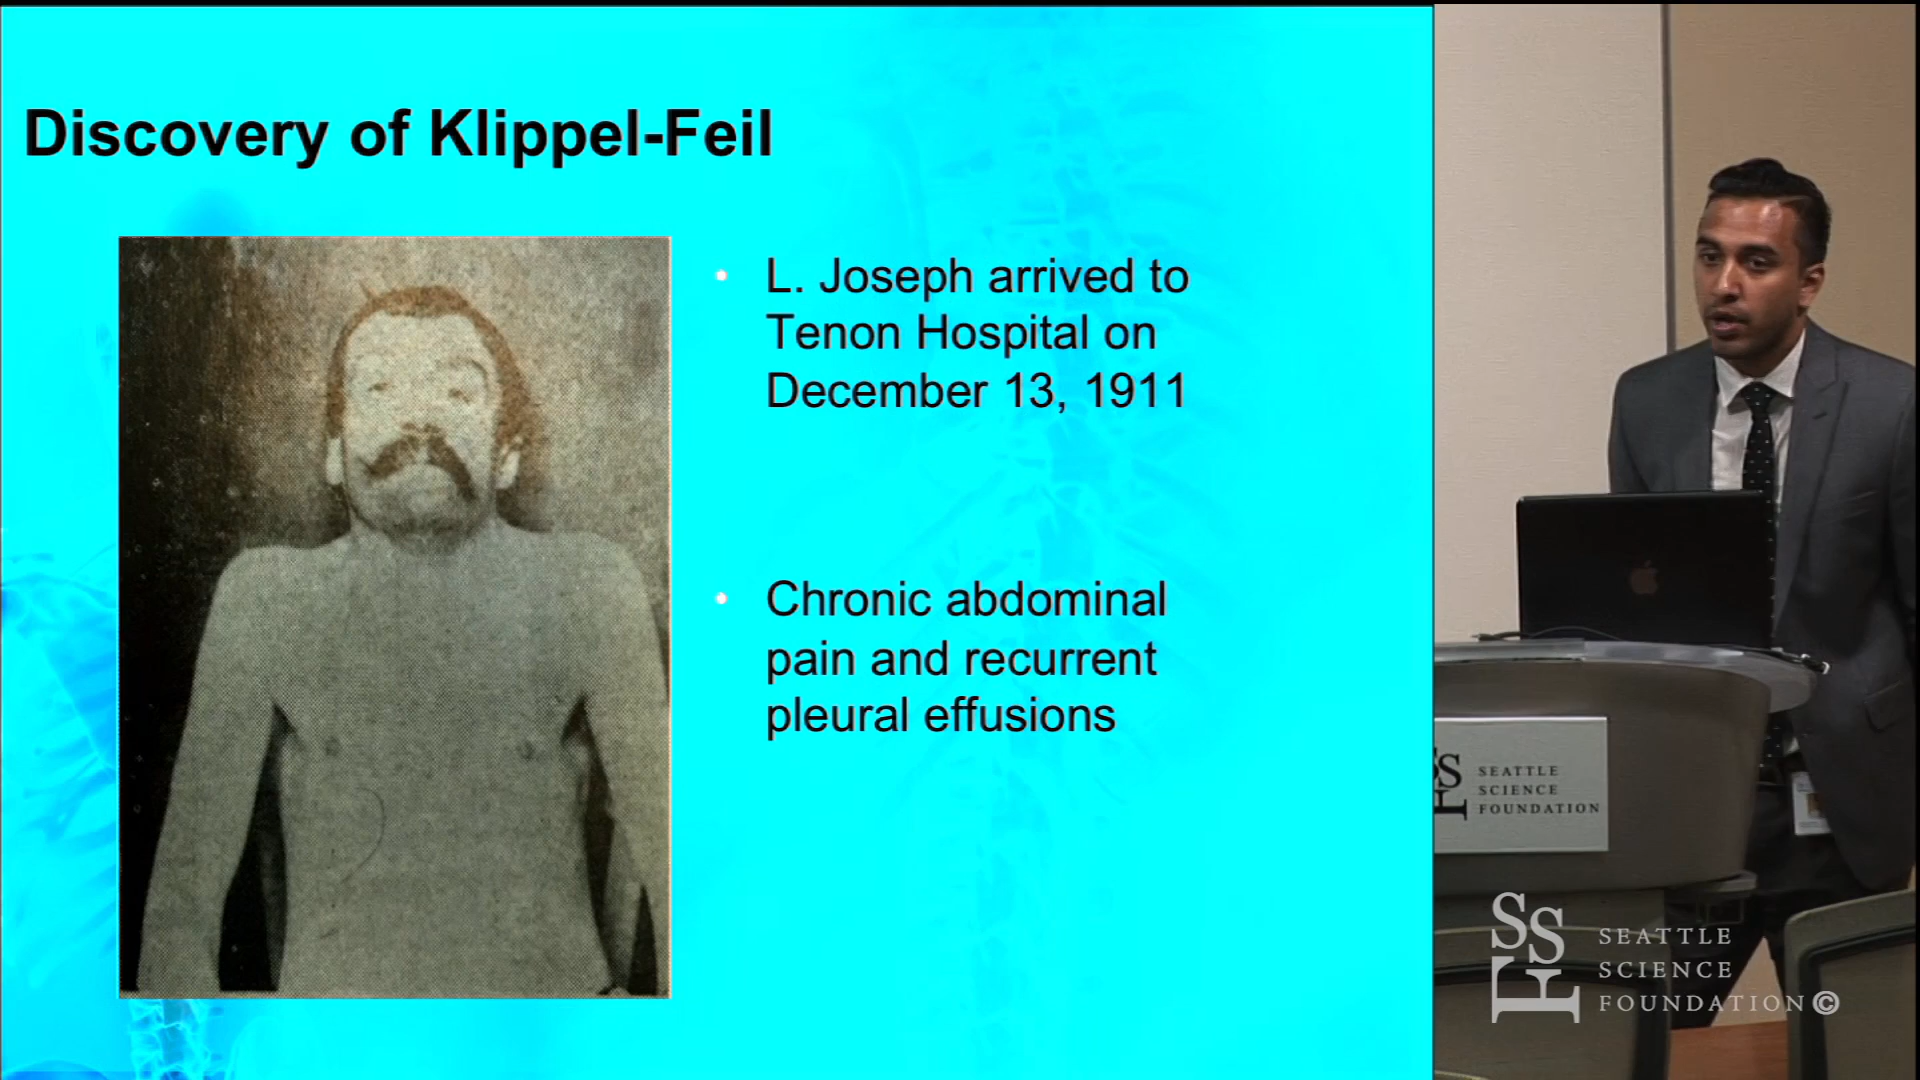 Discovery of Klippel-Feil
• L. Joseph arrived to
Tenon Hospital on
December 13, 1911
• Chronic abdominal
pain and recurrent
pleural effusions
SSF
SEATTLE
SCIENCE
FOUNDATION
SSF
SEATTLE
SCIENCE
FOUNDATION©